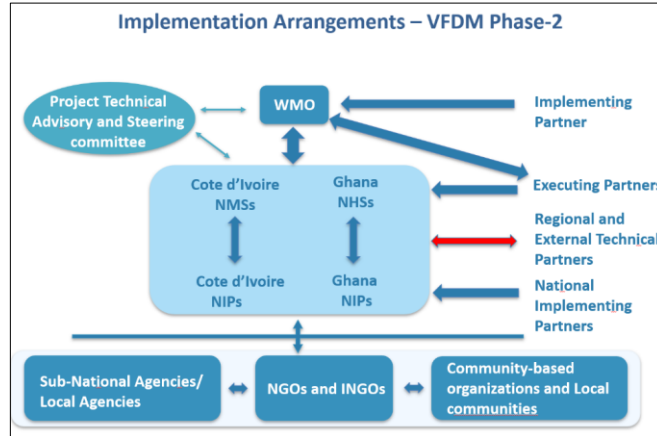 Implementation Arrangements – VFDM Phase-2
Project Technical
Advisory and Steering
committee
WMO
Implementing
Partner
Cote d'Ivoire
NMSs
Ghana
NHSs
Executing Partners
Regional and
External Technical
Partners
Cote d'Ivoire
NIPs
Ghana
NIPs
National
Implementing
Partners
Sub-National Agencies/
Local Agencies
NGOs and INGOs
Community-based
organizations and Local
communities